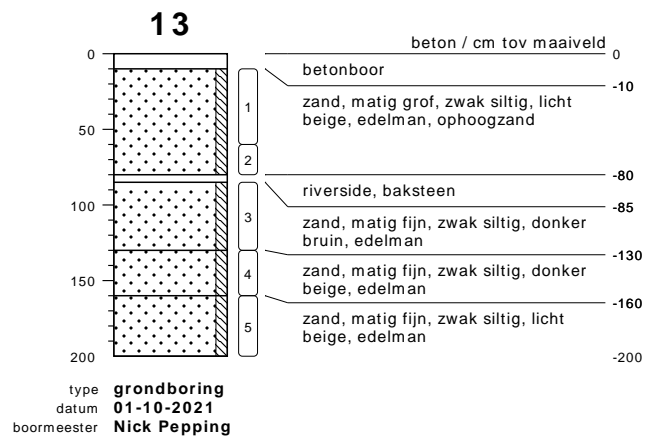 13
beton / cm tov maaiveld
0
0
betonboor
-10
zand, matig grof, zwak siltig, licht
beige, edelman, ophoogzand
1
50
2
-80
riverside, baksteen
-85
100
3
zand, matig fijn, zwak siltig, donker
bruin, edelman
-130
150
4
zand, matig fijn, zwak siltig, donker
beige, edelman
-160
5
zand, matig fijn, zwak siltig, licht
beige, edelman
200
-200
type grondboring
datum 01-10-2021
boormeester Nick Pepping